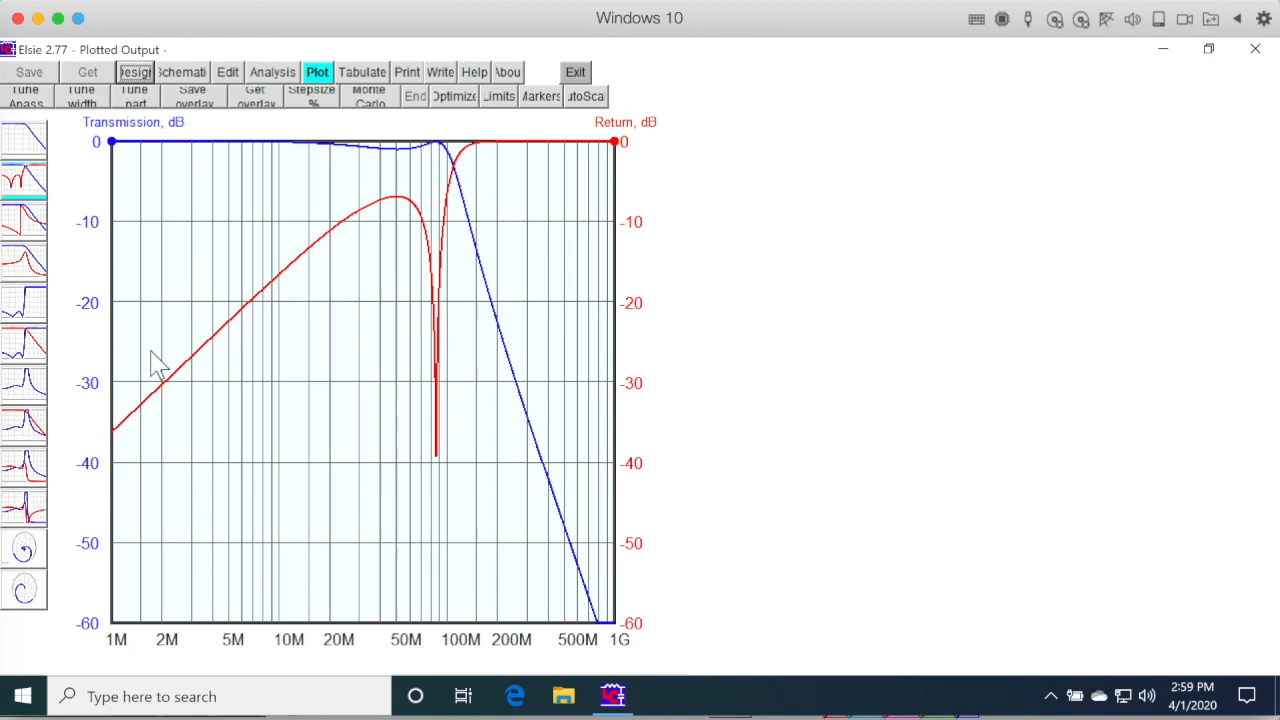 Windows 10
Elsie 2.77 - Plotted Output -
Save Get Design Schemati Edit Analysis Plot Tabulate Print Write Help Abou Exit
Tune Apass Tune width Tune part Save overlay Get overlay Stepsize % Monte Carlo End Optimize Limits Markers utoScal
Transmission, dB Return, dB
0 0
-10 -10
-20 -20
-30 -30
-40 -40
-50 -50
-60 -60
1M 2M 5M 10M 20M 50M 100M 200M 500M 1G
Type here to search
2:59 PM
4/1/2020